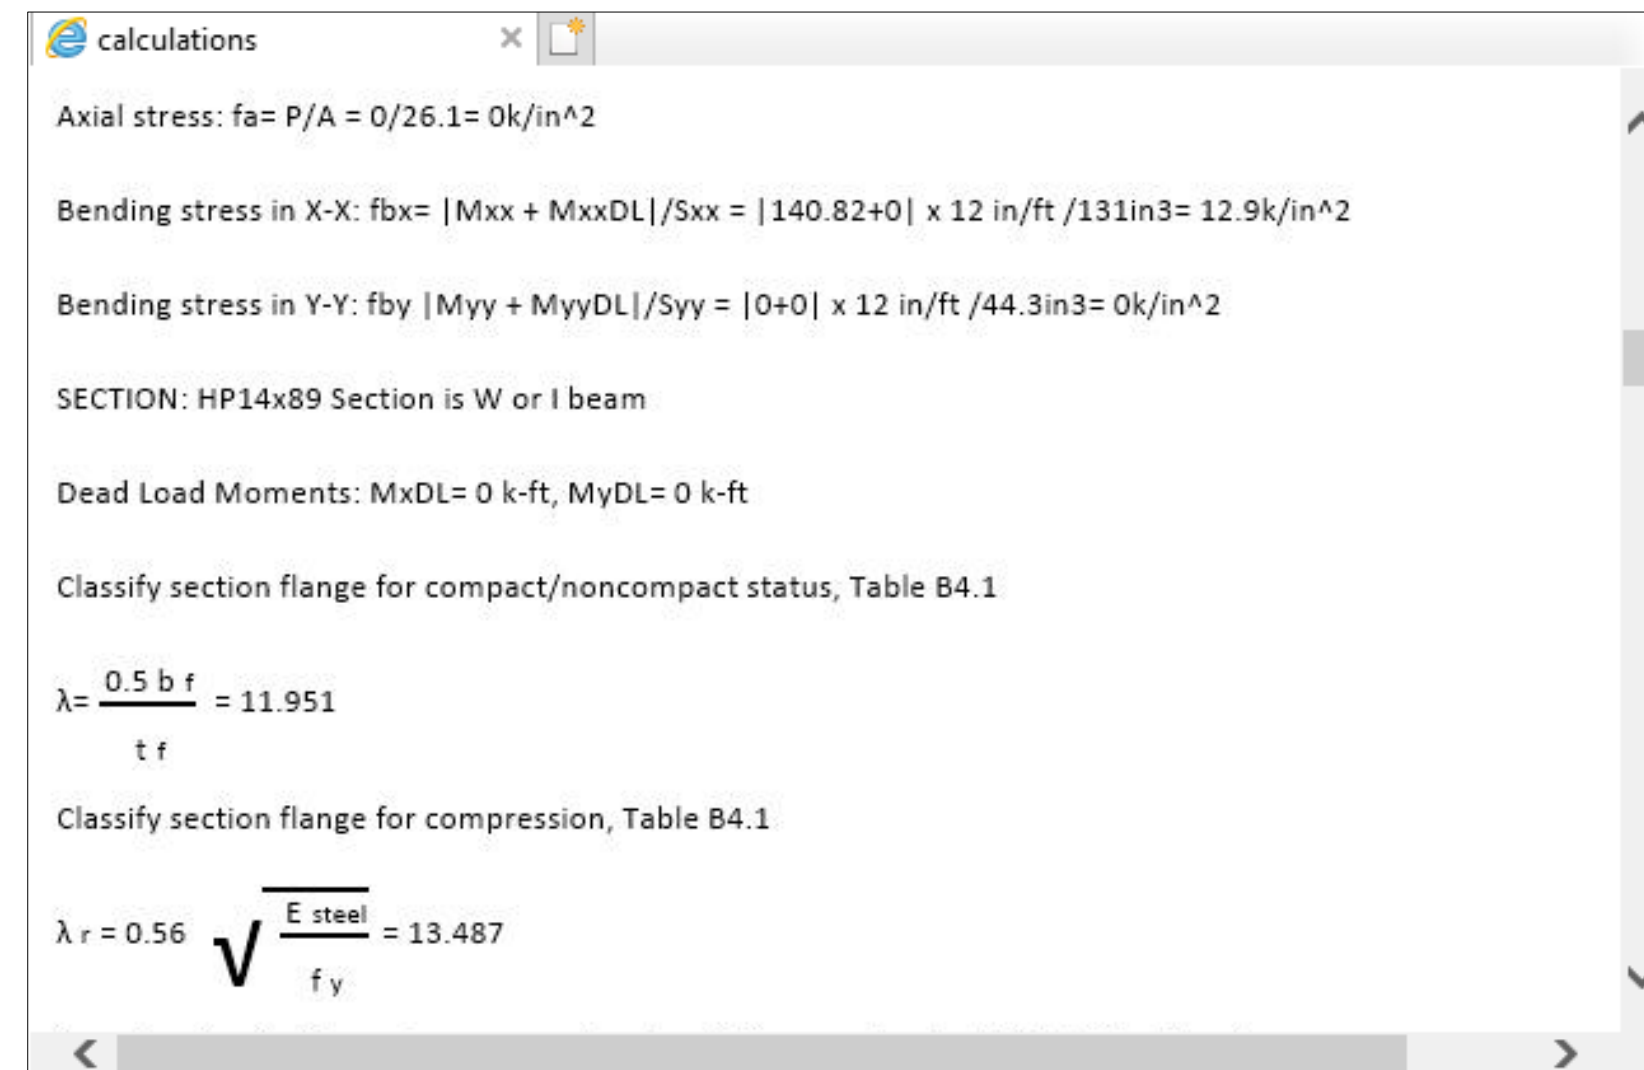 calculations
Axial stress: fa= P/A = 0/26.1= 0k/in^2
Bending stress in X-X: fbx= |Mxx + MxxDL|/Sxx = |140.82+0| x 12 in/ft /131in3= 12.9k/in^2
Bending stress in Y-Y: fby |Myy + MyyDL|/Syy = |0+0| x 12 in/ft /44.3in3= 0k/in^2
SECTION: HP14x89 Section is W or I beam
Dead Load Moments: MxDL= 0 k-ft, MyDL= 0 k-ft
Classify section flange for compact/noncompact status, Table B4.1
0.5 b f
λ= = 11.951
t f
Classify section flange for compression, Table B4.1
E steel
λ r = 0.56 √ = 13.487
f y